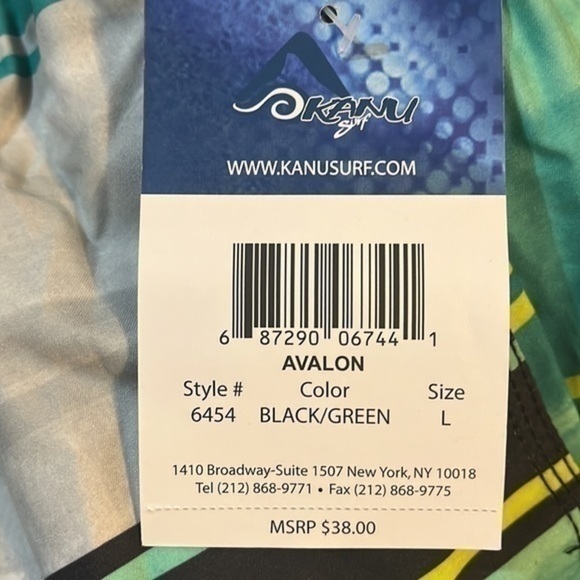 KANU
Surf
WWW.KANUSURF.COM
6 87290 06744 1
AVALON
Style # Color Size
6454 BLACK/GREEN L
1410 Broadway-Suite 1507 New York, NY 10018
Tel (212) 868-9771 • Fax (212) 868-9775
MSRP $38.00